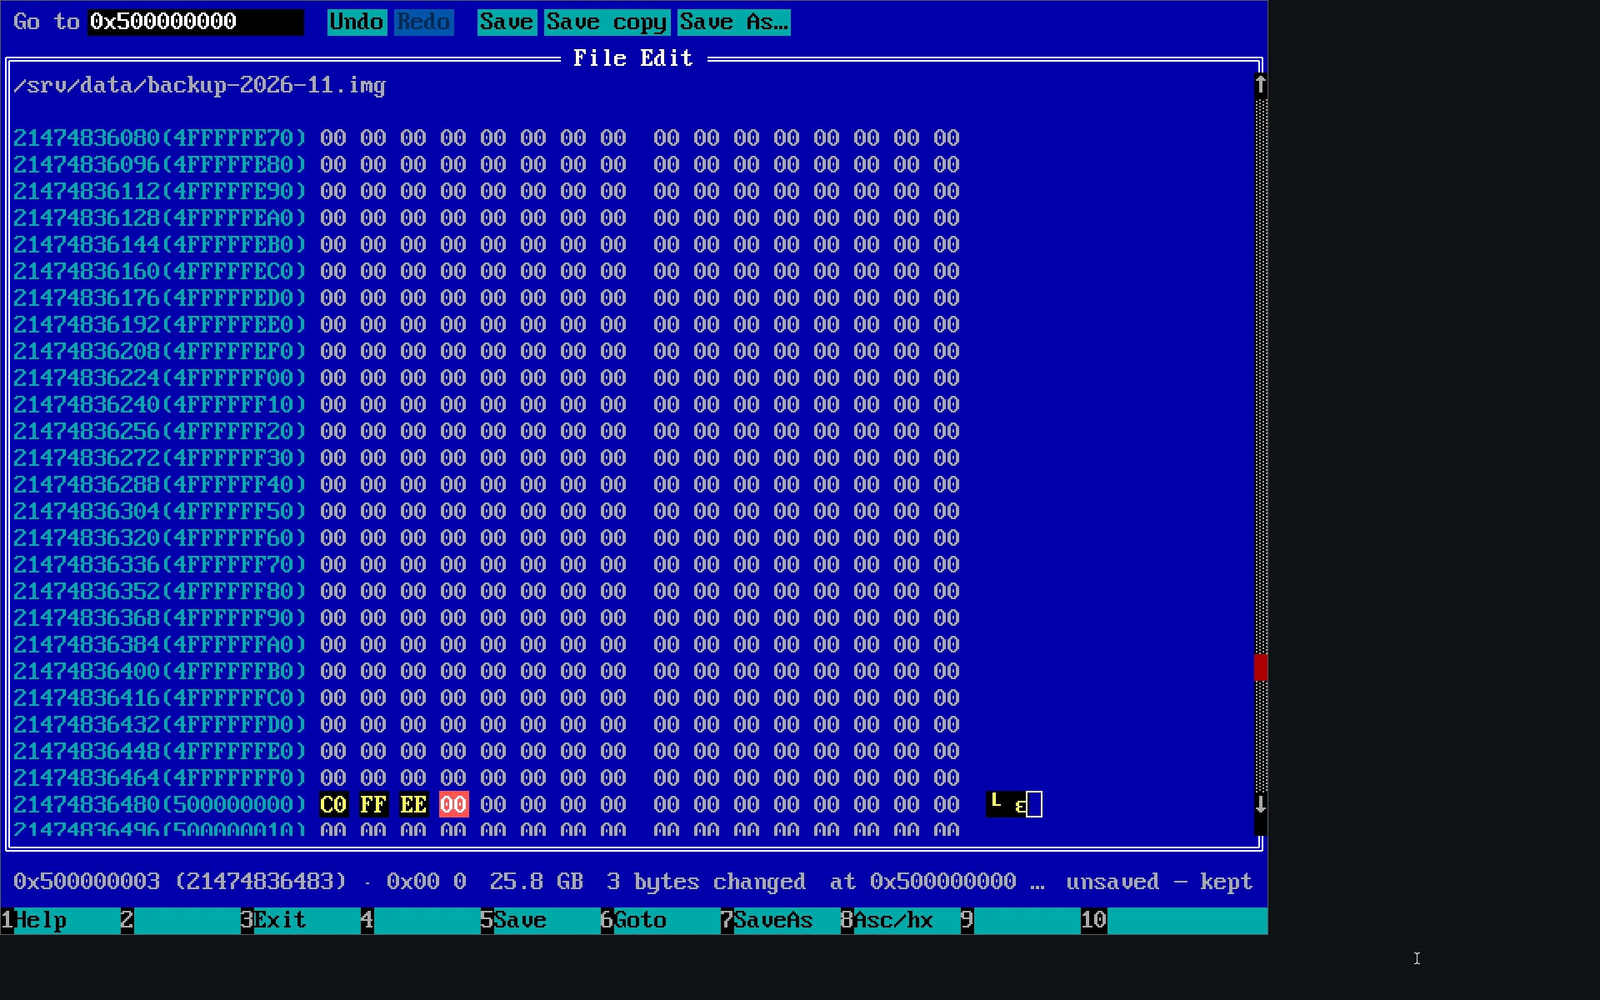 Go to 0x500000000 Undo Redo Save Save copy Save As…
File Edit
/srv/data/backup-2026-11.img
21474836080(4FFFFFE70) 00 00 00 00 00 00 00 00 00 00 00 00 00 00 00 00
21474836096(4FFFFFE80) 00 00 00 00 00 00 00 00 00 00 00 00 00 00 00 00
21474836112(4FFFFFE90) 00 00 00 00 00 00 00 00 00 00 00 00 00 00 00 00
21474836128(4FFFFFEA0) 00 00 00 00 00 00 00 00 00 00 00 00 00 00 00 00
21474836144(4FFFFFEB0) 00 00 00 00 00 00 00 00 00 00 00 00 00 00 00 00
21474836160(4FFFFFEC0) 00 00 00 00 00 00 00 00 00 00 00 00 00 00 00 00
21474836176(4FFFFFED0) 00 00 00 00 00 00 00 00 00 00 00 00 00 00 00 00
21474836192(4FFFFFEE0) 00 00 00 00 00 00 00 00 00 00 00 00 00 00 00 00
21474836208(4FFFFFEF0) 00 00 00 00 00 00 00 00 00 00 00 00 00 00 00 00
21474836224(4FFFFFF00) 00 00 00 00 00 00 00 00 00 00 00 00 00 00 00 00
21474836240(4FFFFFF10) 00 00 00 00 00 00 00 00 00 00 00 00 00 00 00 00
21474836256(4FFFFFF20) 00 00 00 00 00 00 00 00 00 00 00 00 00 00 00 00
21474836272(4FFFFFF30) 00 00 00 00 00 00 00 00 00 00 00 00 00 00 00 00
21474836288(4FFFFFF40) 00 00 00 00 00 00 00 00 00 00 00 00 00 00 00 00
21474836304(4FFFFFF50) 00 00 00 00 00 00 00 00 00 00 00 00 00 00 00 00
21474836320(4FFFFFF60) 00 00 00 00 00 00 00 00 00 00 00 00 00 00 00 00
21474836336(4FFFFFF70) 00 00 00 00 00 00 00 00 00 00 00 00 00 00 00 00
21474836352(4FFFFFF80) 00 00 00 00 00 00 00 00 00 00 00 00 00 00 00 00
21474836368(4FFFFFF90) 00 00 00 00 00 00 00 00 00 00 00 00 00 00 00 00
21474836384(4FFFFFFA0) 00 00 00 00 00 00 00 00 00 00 00 00 00 00 00 00
21474836400(4FFFFFFB0) 00 00 00 00 00 00 00 00 00 00 00 00 00 00 00 00
21474836416(4FFFFFFC0) 00 00 00 00 00 00 00 00 00 00 00 00 00 00 00 00
21474836432(4FFFFFFD0) 00 00 00 00 00 00 00 00 00 00 00 00 00 00 00 00
21474836448(4FFFFFFE0) 00 00 00 00 00 00 00 00 00 00 00 00 00 00 00 00
21474836464(4FFFFFFF0) 00 00 00 00 00 00 00 00 00 00 00 00 00 00 00 00
21474836480(500000000) C0 FF EE 00 00 00 00 00 00 00 00 00 00 00 00 00 └ ε
21474836496(500000010) 00 00 00 00 00 00 00 00 00 00 00 00 00 00 00 00
0x500000003 (21474836483) · 0x00 0 25.8 GB 3 bytes changed at 0x500000000 … unsaved — kept
1Help 2 3Exit 4 5Save 6Goto 7SaveAs 8Asc/hx 9 10